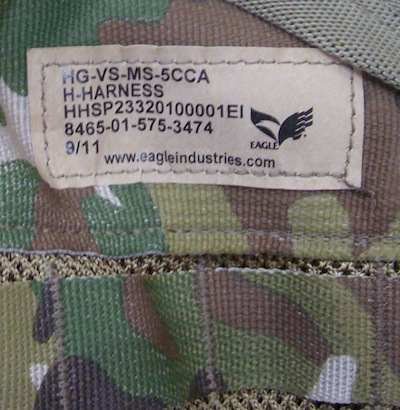 HG-VS-MS-5CCA
H-HARNESS
HHSP23320100001EI
8465-01-575-3474
9/11
EAGLE
www.eagleindustries.com